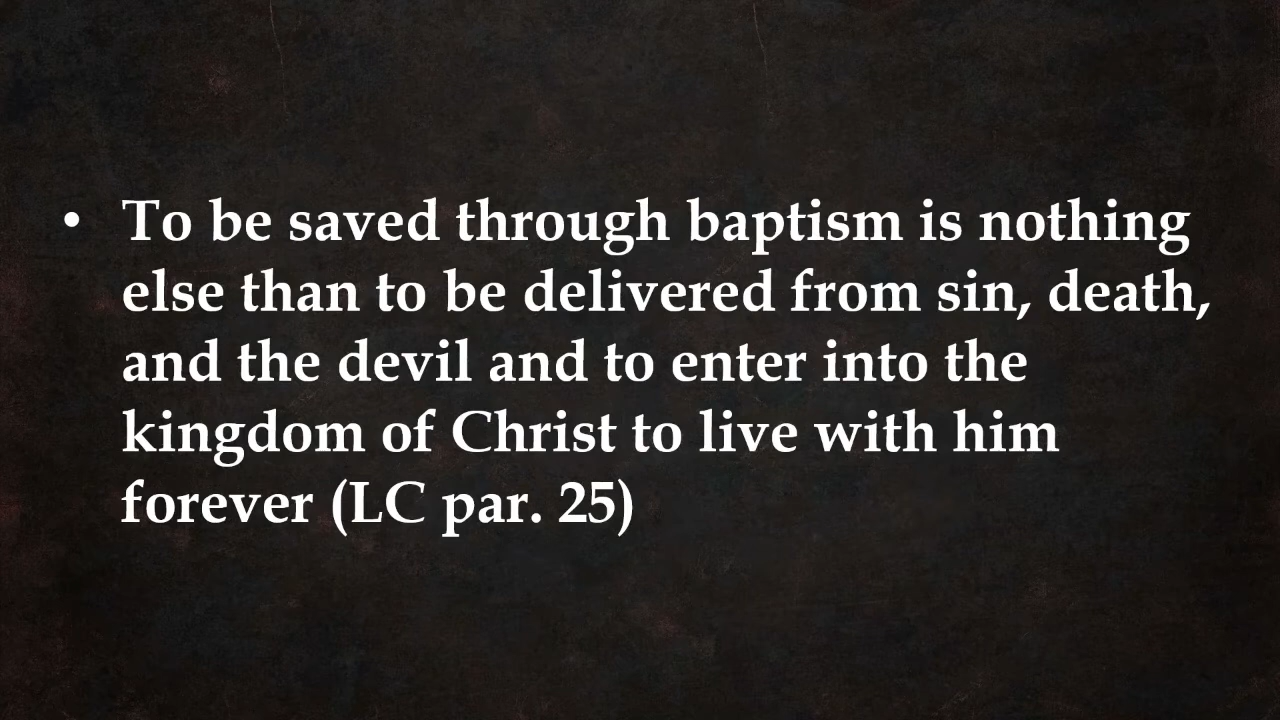 • To be saved through baptism is nothing
else than to be delivered from sin, death,
and the devil and to enter into the
kingdom of Christ to live with him
forever (LC par. 25)